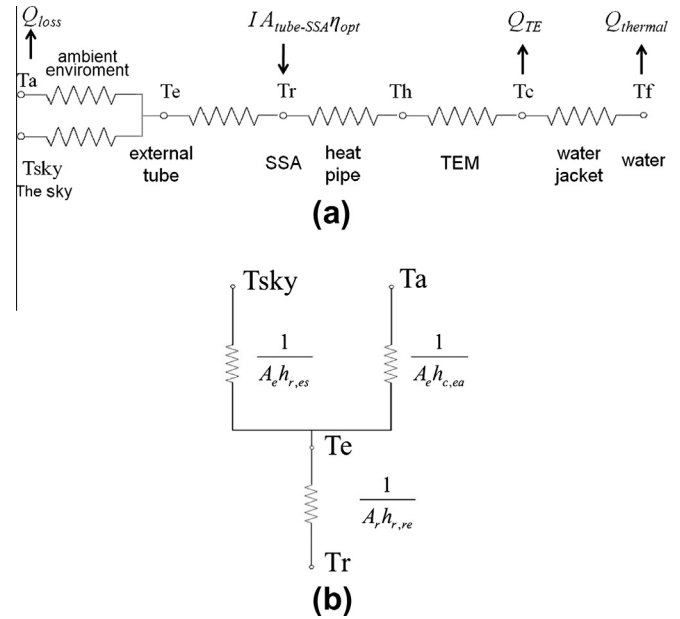 Q_loss
I A_tube-SSA η_opt
Q_TE
Q_thermal
ambient
enviroment
Ta
Te
Tr
Th
Tc
Tf
Tsky
The sky
external
tube
SSA
heat
pipe
TEM
water
jacket
water
(a)
Tsky
Ta
1
A_e h_r,es
1
A_e h_c,ea
Te
1
A_r h_r,re
Tr
(b)